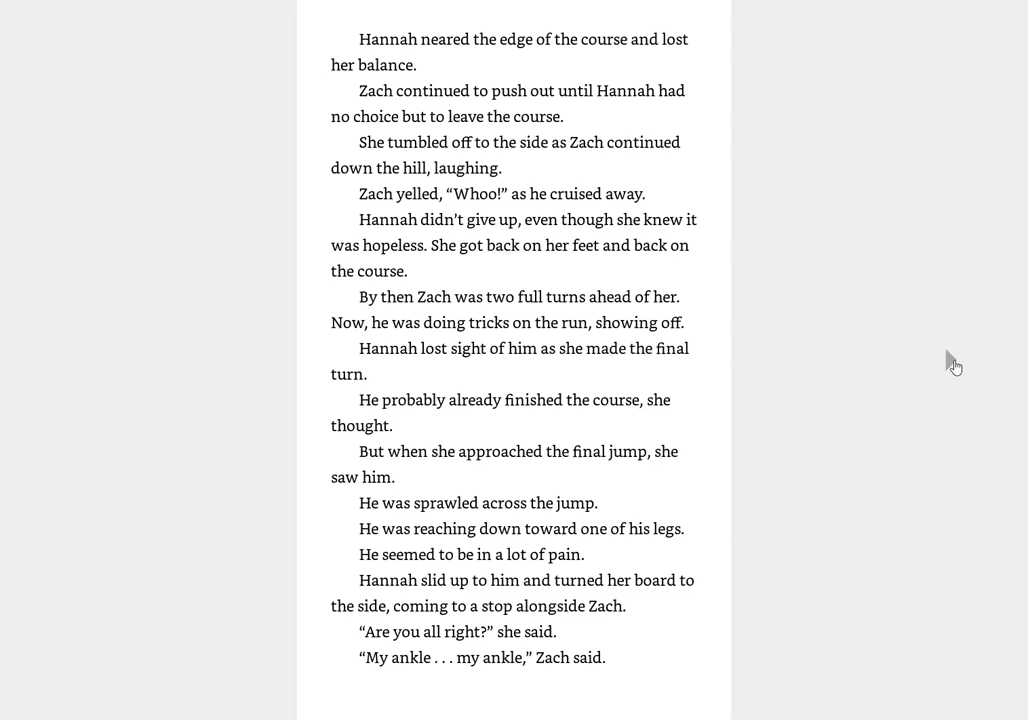 Hannah neared the edge of the course and lost
her balance.
Zach continued to push out until Hannah had
no choice but to leave the course.
She tumbled off to the side as Zach continued
down the hill, laughing.
Zach yelled, “Whoo!” as he cruised away.
Hannah didn’t give up, even though she knew it
was hopeless. She got back on her feet and back on
the course.
By then Zach was two full turns ahead of her.
Now, he was doing tricks on the run, showing off.
Hannah lost sight of him as she made the final
turn.
He probably already finished the course, she
thought.
But when she approached the final jump, she
saw him.
He was sprawled across the jump.
He was reaching down toward one of his legs.
He seemed to be in a lot of pain.
Hannah slid up to him and turned her board to
the side, coming to a stop alongside Zach.
“Are you all right?” she said.
“My ankle . . . my ankle,” Zach said.